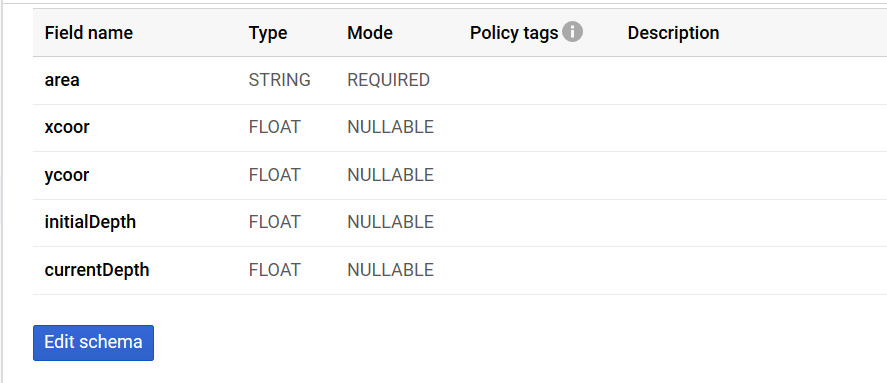 Field name Type Mode Policy tags Description
area STRING REQUIRED
xcoor FLOAT NULLABLE
ycoor FLOAT NULLABLE
initialDepth FLOAT NULLABLE
currentDepth FLOAT NULLABLE
Edit schema